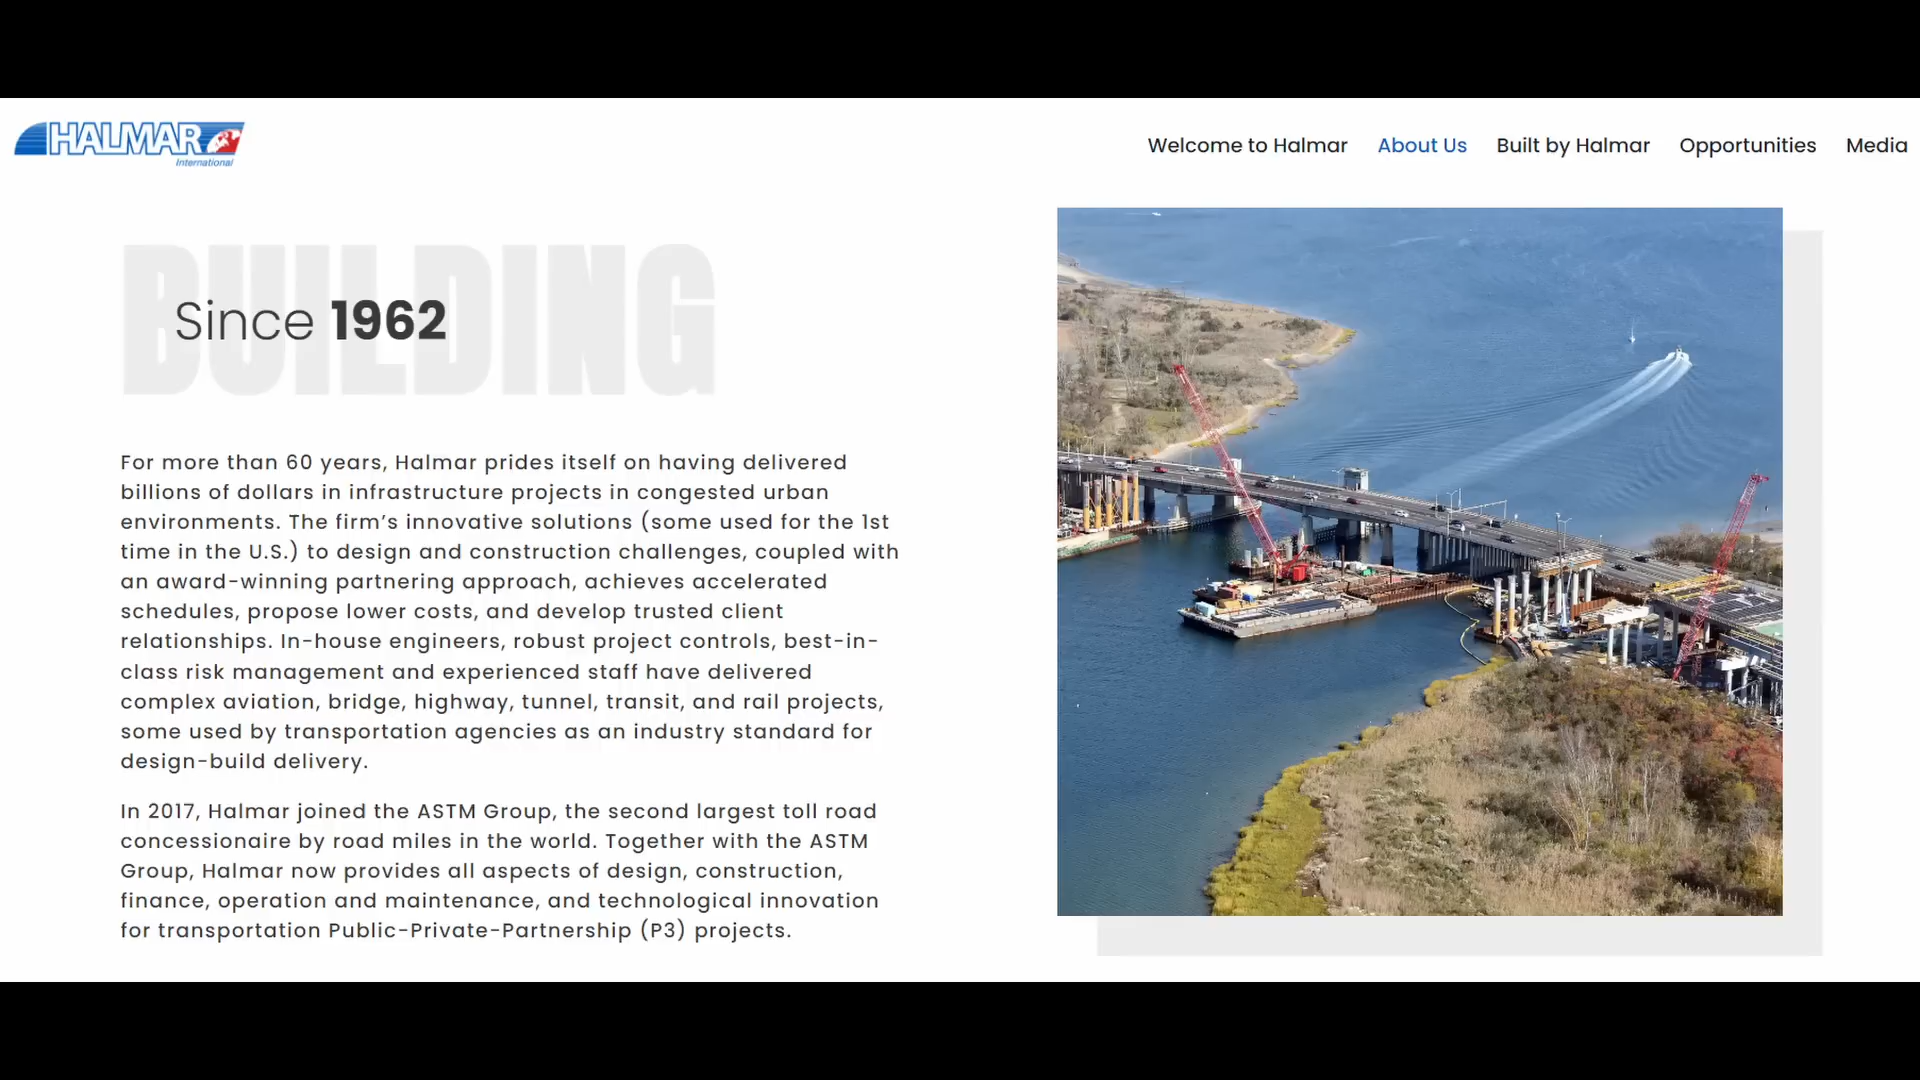 HALMAR
International
Welcome to Halmar About Us Built by Halmar Opportunities Media
BUILDING
Since 1962
For more than 60 years, Halmar prides itself on having delivered
billions of dollars in infrastructure projects in congested urban
environments. The firm’s innovative solutions (some used for the 1st
time in the U.S.) to design and construction challenges, coupled with
an award-winning partnering approach, achieves accelerated
schedules, propose lower costs, and develop trusted client
relationships. In-house engineers, robust project controls, best-in-
class risk management and experienced staff have delivered
complex aviation, bridge, highway, tunnel, transit, and rail projects,
some used by transportation agencies as an industry standard for
design-build delivery.
In 2017, Halmar joined the ASTM Group, the second largest toll road
concessionaire by road miles in the world. Together with the ASTM
Group, Halmar now provides all aspects of design, construction,
finance, operation and maintenance, and technological innovation
for transportation Public-Private-Partnership (P3) projects.